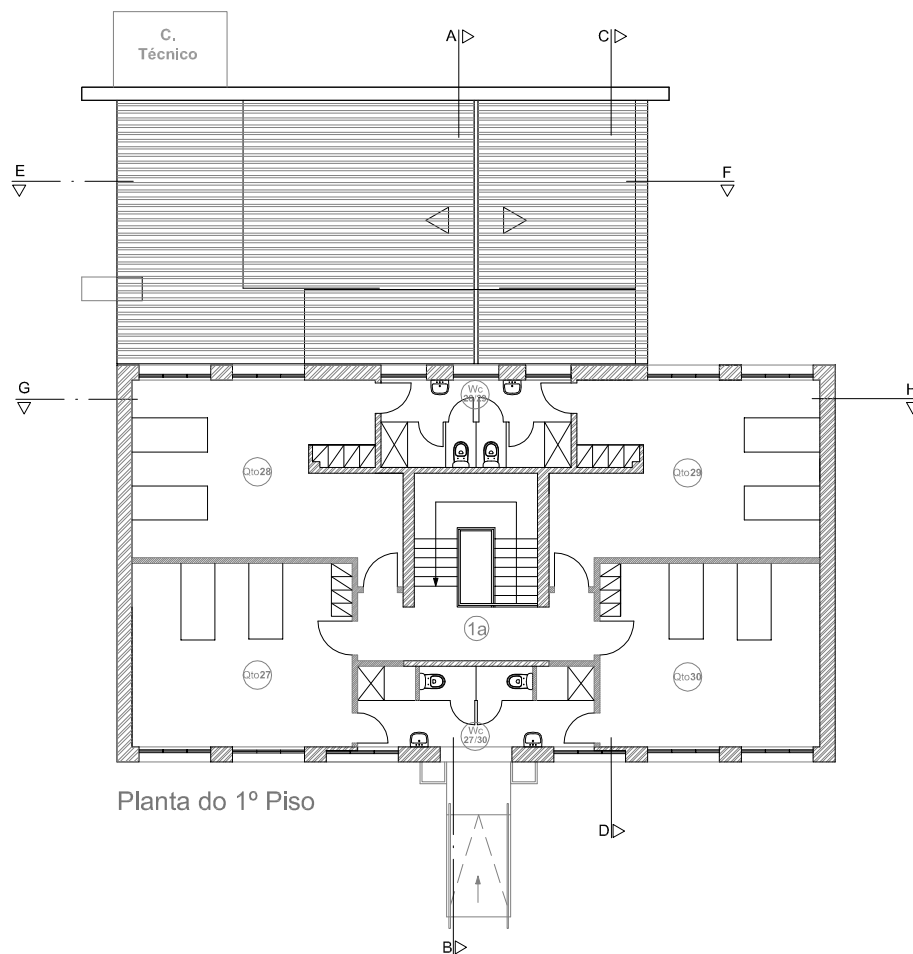 C.
Técnico
A
C
E
F
G
H
Wc
28/29
Qto28
Qto29
1a
Qto27
Qto30
Wc
27/30
Planta do 1º Piso
D
B